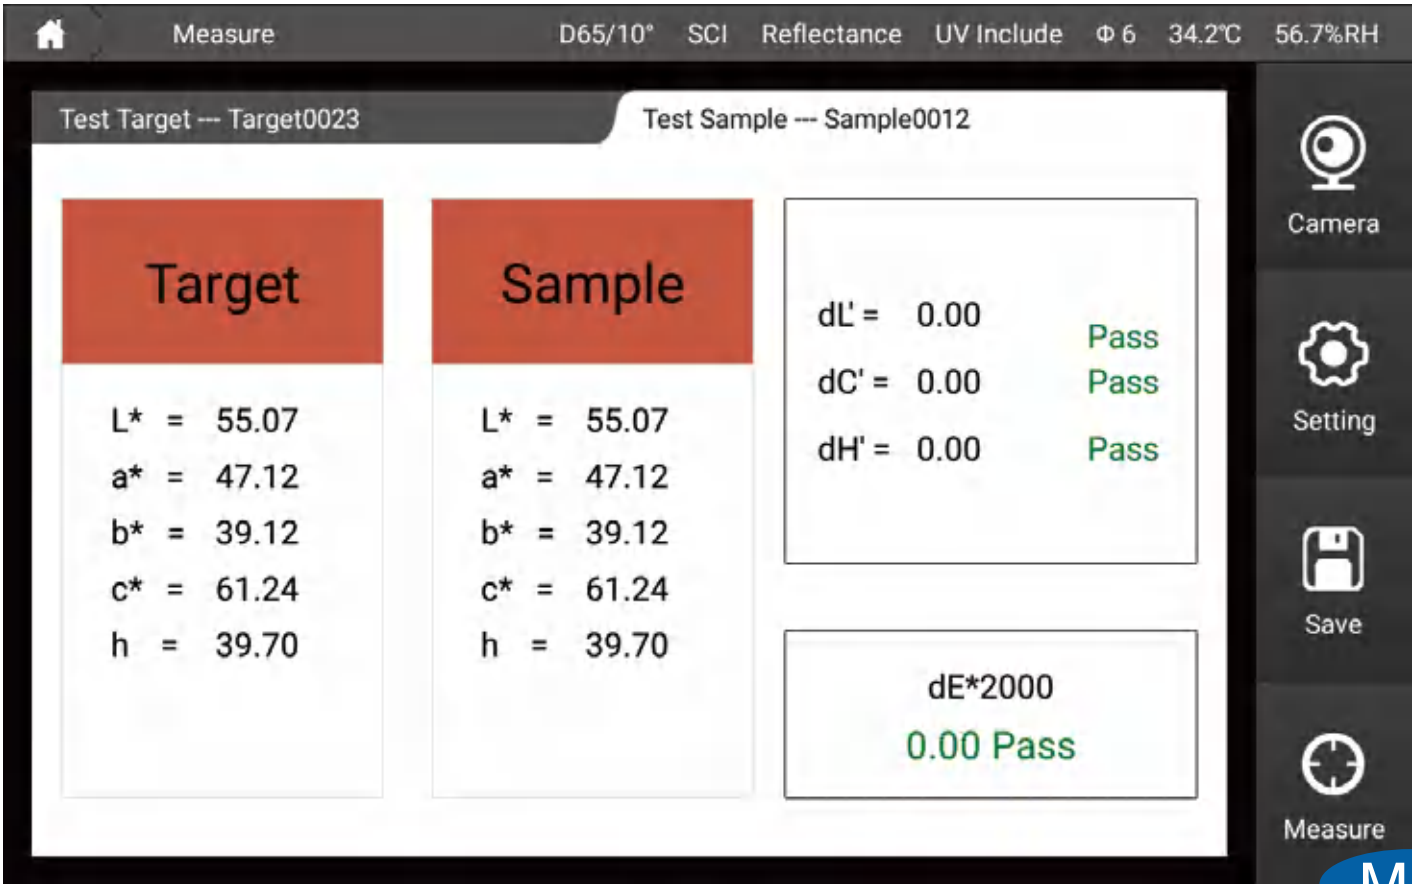 Measure D65/10° SCI Reflectance UV Include Φ 6 34.2℃ 56.7%RH
Test Target --- Target0023
Test Sample --- Sample0012
Target
L* = 55.07
a* = 47.12
b* = 39.12
c* = 61.24
h = 39.70
Sample
L* = 55.07
a* = 47.12
b* = 39.12
c* = 61.24
h = 39.70
dL' = 0.00 Pass
dC' = 0.00 Pass
dH' = 0.00 Pass
dE*2000
0.00 Pass
Camera
Setting
Save
Measure